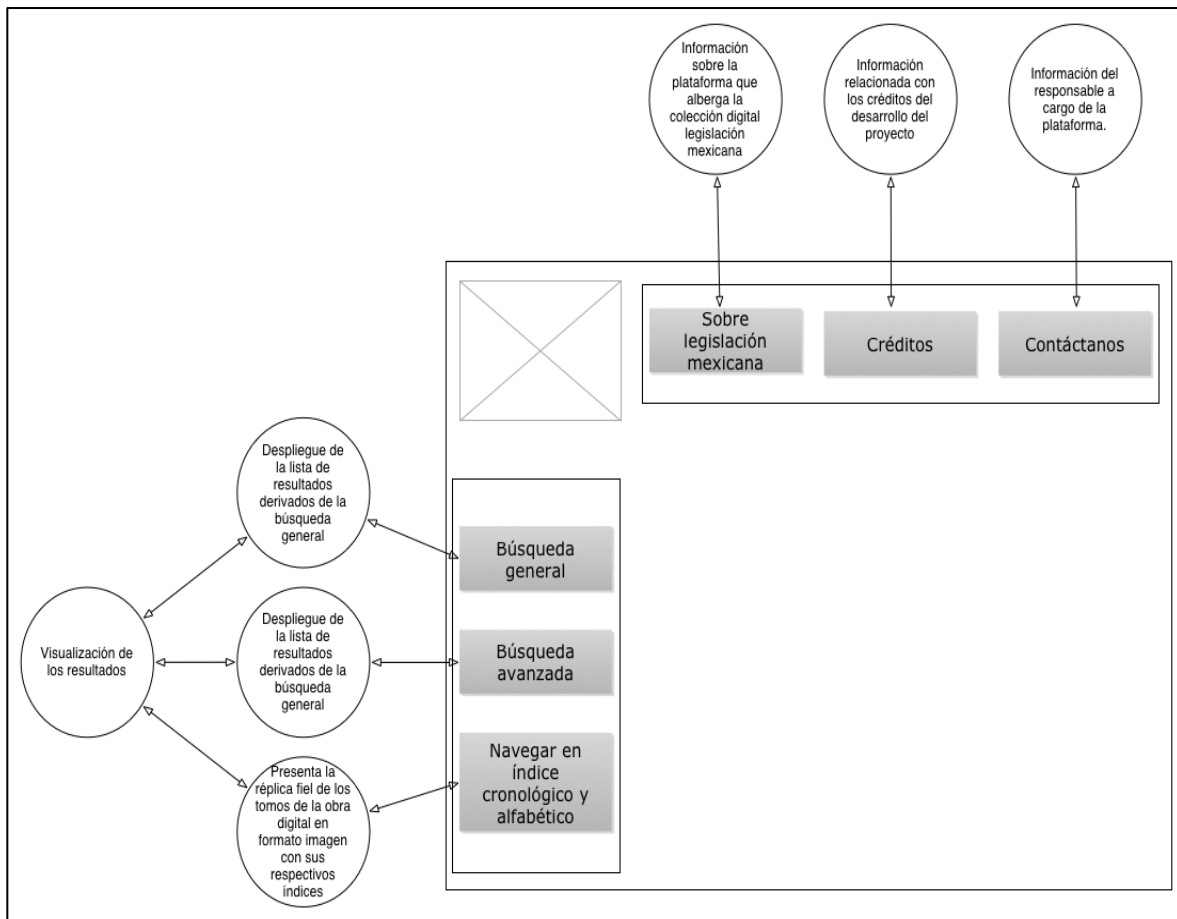 Información
sobre la
plataforma que
alberga la
colección digital
legislación
mexicana
Información
relacionada con
los créditos del
desarrollo del
proyecto
Información del
responsable a
cargo de la
plataforma.
Sobre
legislación
mexicana
Créditos
Contáctanos
Despliegue de
la lista de
resultados
derivados de la
búsqueda
general
Búsqueda
general
Visualización de
los resultados
Despliegue de
la lista de
resultados
derivados de la
búsqueda
general
Búsqueda
avanzada
Presenta la
réplica fiel de los
tomos de la obra
digital en
formato imagen
con sus
respectivos
índices
Navegar en
índice
cronológico y
alfabético